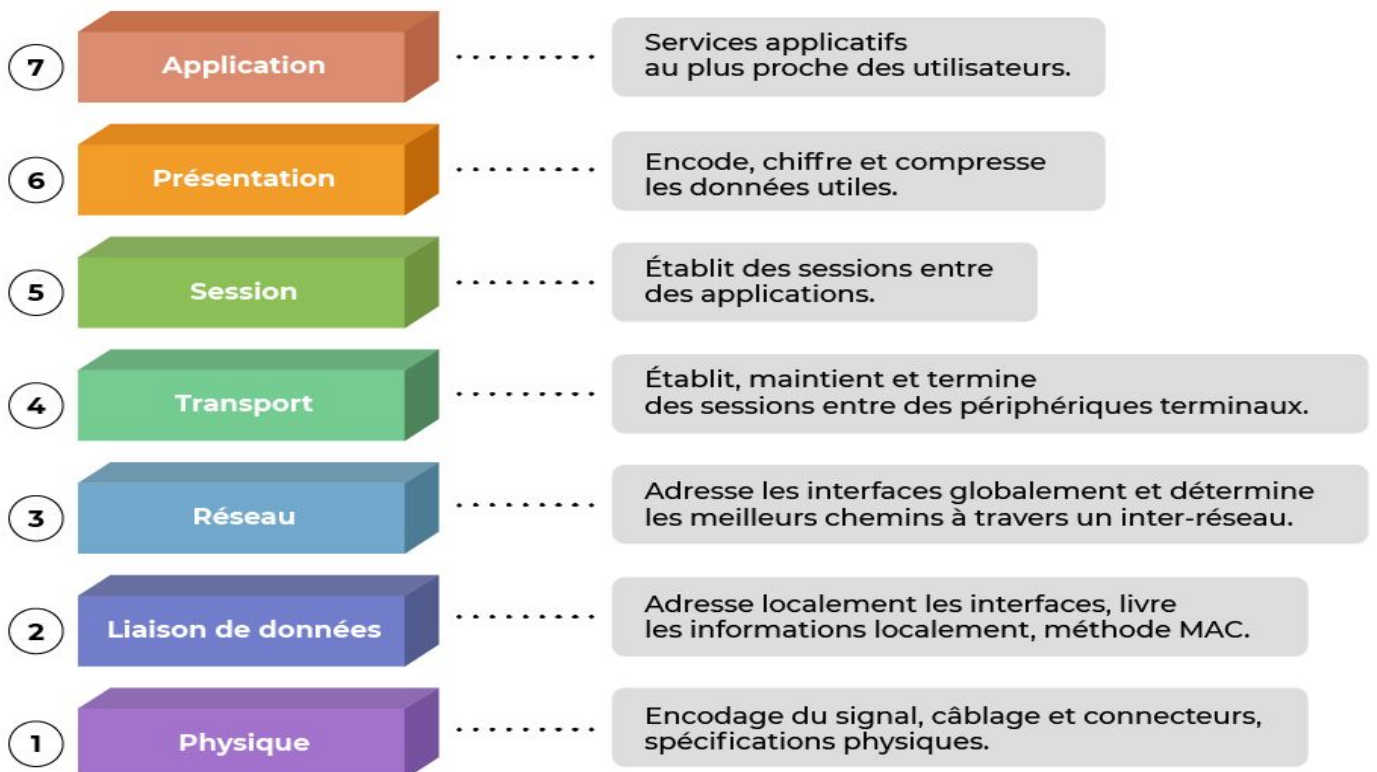 7
Application
Services applicatifs
au plus proche des utilisateurs.
6
Présentation
Encode, chiffre et compresse
les données utiles.
5
Session
Établit des sessions entre
des applications.
4
Transport
Établit, maintient et termine
des sessions entre des périphériques terminaux.
3
Réseau
Adresse les interfaces globalement et détermine
les meilleurs chemins à travers un inter-réseau.
2
Liaison de données
Adresse localement les interfaces, livre
les informations localement, méthode MAC.
1
Physique
Encodage du signal, câblage et connecteurs,
spécifications physiques.